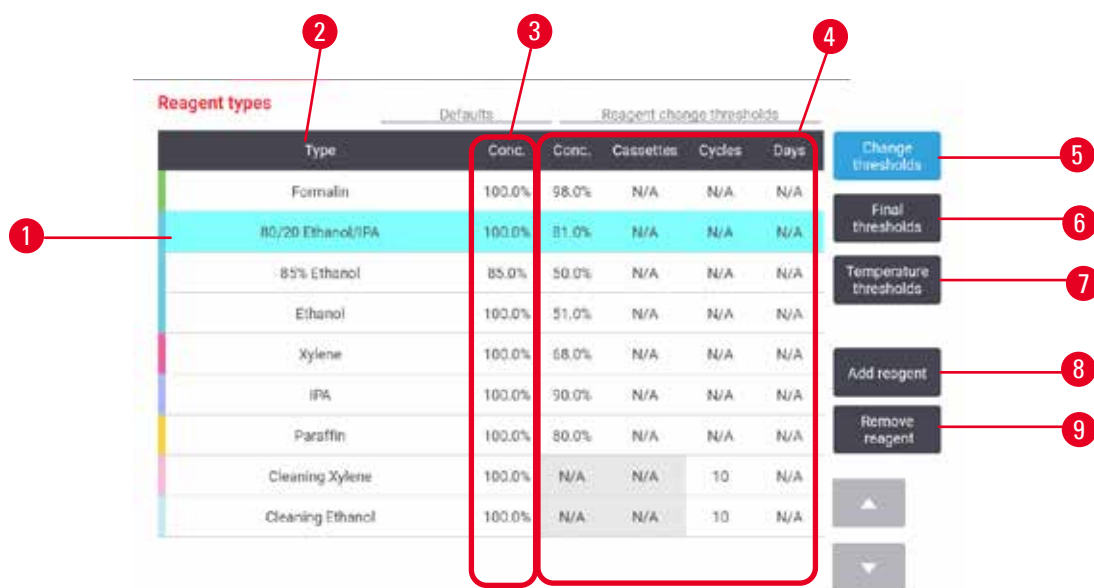 2 3 4
Reagent types
Defaults Reagent change thresholds
Type Conc. Conc. Cassettes Cycles Days
Change thresholds 5
Formalin 100.0% 98.0% N/A N/A N/A
Final thresholds 6
1 80/20 Ethanol/IPA 100.0% 81.0% N/A N/A N/A
85% Ethanol 85.0% 50.0% N/A N/A N/A
Temperature thresholds 7
Ethanol 100.0% 51.0% N/A N/A N/A
Xylene 100.0% 68.0% N/A N/A N/A
Add reagent 8
IPA 100.0% 90.0% N/A N/A N/A
Remove reagent 9
Paraffin 100.0% 80.0% N/A N/A N/A
Cleaning Xylene 100.0% N/A N/A 10 N/A
Cleaning Ethanol 100.0% N/A N/A 10 N/A